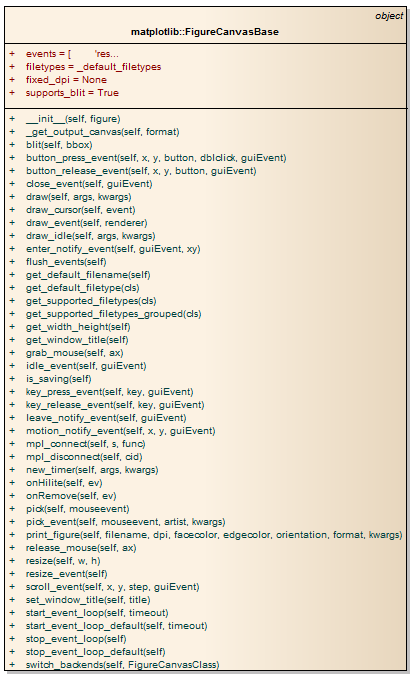 object
matplotlib::FigureCanvasBase
+ events = [ 'res...
+ filetypes = _default_filetypes
+ fixed_dpi = None
+ supports_blit = True
+ __init__(self, figure)
+ _get_output_canvas(self, format)
+ blit(self, bbox)
+ button_press_event(self, x, y, button, dblclick, guiEvent)
+ button_release_event(self, x, y, button, guiEvent)
+ close_event(self, guiEvent)
+ draw(self, args, kwargs)
+ draw_cursor(self, event)
+ draw_event(self, renderer)
+ draw_idle(self, args, kwargs)
+ enter_notify_event(self, guiEvent, xy)
+ flush_events(self)
+ get_default_filename(self)
+ get_default_filetype(cls)
+ get_supported_filetypes(cls)
+ get_supported_filetypes_grouped(cls)
+ get_width_height(self)
+ get_window_title(self)
+ grab_mouse(self, ax)
+ idle_event(self, guiEvent)
+ is_saving(self)
+ key_press_event(self, key, guiEvent)
+ key_release_event(self, key, guiEvent)
+ leave_notify_event(self, guiEvent)
+ motion_notify_event(self, x, y, guiEvent)
+ mpl_connect(self, s, func)
+ mpl_disconnect(self, cid)
+ new_timer(self, args, kwargs)
+ onHilite(self, ev)
+ onRemove(self, ev)
+ pick(self, mouseevent)
+ pick_event(self, mouseevent, artist, kwargs)
+ print_figure(self, filename, dpi, facecolor, edgecolor, orientation, format, kwargs)
+ release_mouse(self, ax)
+ resize(self, w, h)
+ resize_event(self)
+ scroll_event(self, x, y, step, guiEvent)
+ set_window_title(self, title)
+ start_event_loop(self, timeout)
+ start_event_loop_default(self, timeout)
+ stop_event_loop(self)
+ stop_event_loop_default(self)
+ switch_backends(self, FigureCanvasClass)